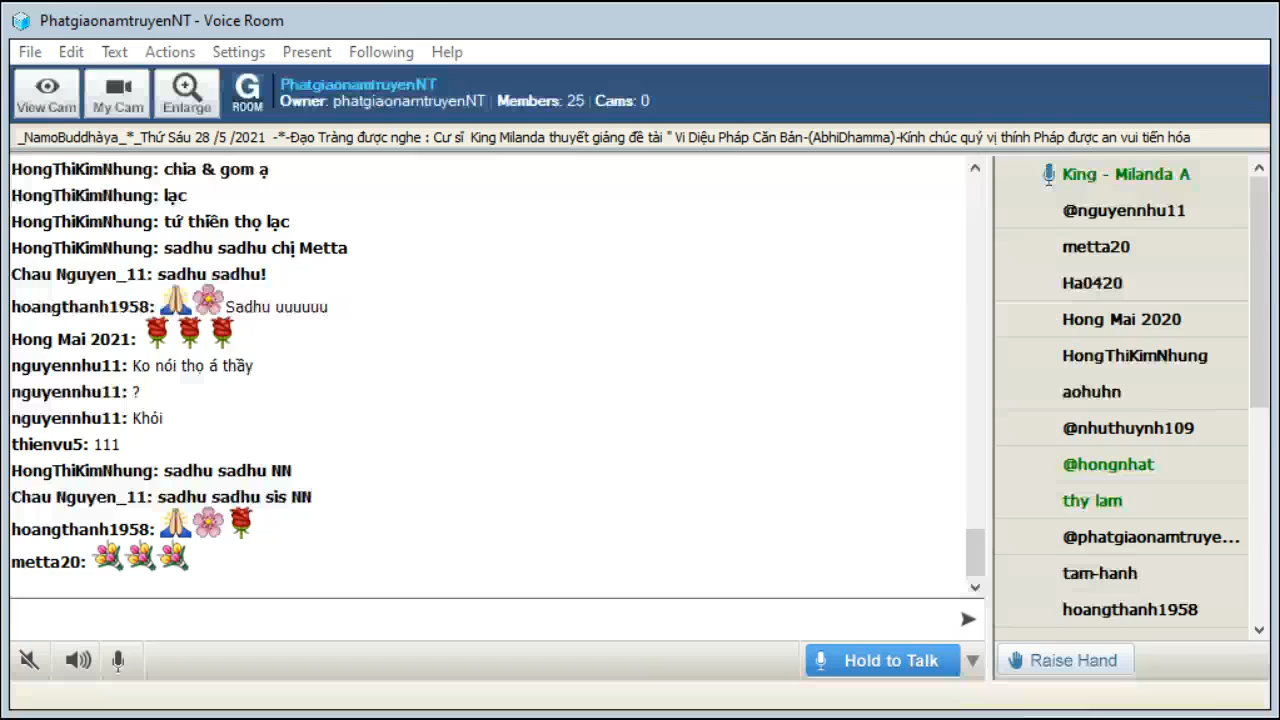 PhatgiaonamtruyenNT - Voice Room
File Edit Text Actions Settings Present Following Help
View Cam My Cam Enlarge G ROOM PhatgiaonamtruyenNT
Owner: phatgiaonamtruyenNT | Members: 25 | Cams: 0
_NamoBuddhàya_*_Thứ Sáu 28 /5 /2021 -*-Đạo Tràng được nghe : Cư sĩ King Milanda thuyết giảng đề tài " Vi Diệu Pháp Căn Bản-(AbhiDhamma)-Kính chúc quý vị thính Pháp được an vui tiến hóa
HongThiKimNhung: chia & gom ạ
HongThiKimNhung: lạc
HongThiKimNhung: tứ thiền thọ lạc
HongThiKimNhung: sadhu sadhu chị Metta
Chau Nguyen_11: sadhu sadhu!
hoangthanh1958: Sadhu uuuuuu
Hong Mai 2021:
nguyennhu11: Ko nói thọ á thầy
nguyennhu11: ?
nguyennhu11: Khỏi
thienvu5: 111
HongThiKimNhung: sadhu sadhu NN
Chau Nguyen_11: sadhu sadhu sis NN
hoangthanh1958:
metta20:
King - Milanda A
@nguyennhu11
metta20
Ha0420
Hong Mai 2020
HongThiKimNhung
aohuhn
@nhuthuynh109
@hongnhat
thy lam
@phatgiaonamtruye...
tam-hanh
hoangthanh1958
Hold to Talk
Raise Hand